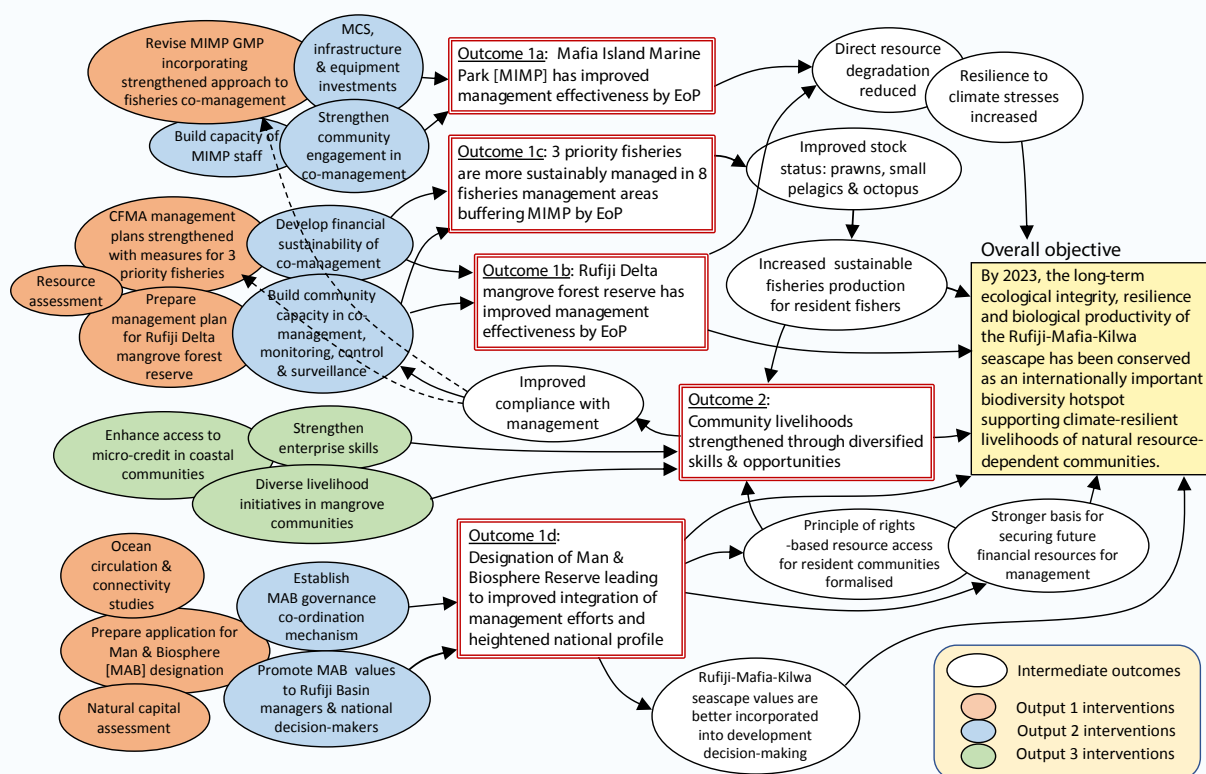 Revise MIMP GMP
incorporating
strengthened approach to
fisheries co-management
MCS,
infrastructure
& equipment
investments
Build capacity of
MIMP staff
Strengthen
community
engagement in
co-management
Outcome 1a: Mafia Island Marine
Park [MIMP] has improved
management effectiveness by EoP
Direct resource
degradation
reduced
Resilience to
climate stresses
increased
Outcome 1c: 3 priority fisheries
are more sustainably managed in 8
fisheries management areas
buffering MIMP by EoP
Improved stock
status: prawns, small
pelagics & octopus
CFMA management
plans strengthened
with measures for 3
priority fisheries
Develop financial
sustainability of
co-management
Resource
assessment
Prepare
management plan
for Rufiji Delta
mangrove forest
reserve
Build community
capacity in co-
management,
monitoring, control
& surveillance
Outcome 1b: Rufiji Delta
mangrove forest reserve has
improved management
effectiveness by EoP
Increased sustainable
fisheries production
for resident fishers
Overall objective
By 2023, the long-term
ecological integrity, resilience
and biological productivity of
the Rufiji-Mafia-Kilwa
seascape has been conserved
as an internationally important
biodiversity hotspot
supporting climate-resilient
livelihoods of natural resource-
dependent communities.
Improved
compliance with
management
Outcome 2:
Community livelihoods
strengthened through diversified
skills & opportunities
Enhance access to
micro-credit in coastal
communities
Strengthen
enterprise skills
Diverse livelihood
initiatives in mangrove
communities
Ocean
circulation &
connectivity
studies
Prepare application for
Man & Biosphere
[MAB] designation
Natural capital
assessment
Establish
MAB governance
co-ordination
mechanism
Promote MAB values
to Rufiji Basin
managers & national
decision-makers
Outcome 1d:
Designation of Man &
Biosphere Reserve leading
to improved integration of
management efforts and
heightened national profile
Principle of rights
-based resource access
for resident communities
formalised
Stronger basis for
securing future
financial resources for
management
Rufiji-Mafia-Kilwa
seascape values are
better incorporated
into development
decision-making
Intermediate outcomes
Output 1 interventions
Output 2 interventions
Output 3 interventions